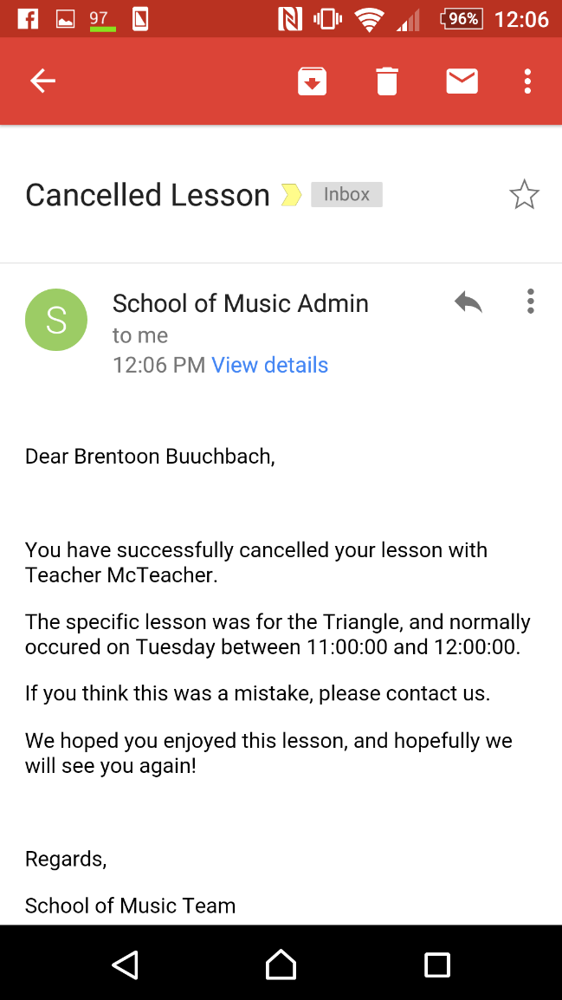 97 96% 12:06
Cancelled Lesson Inbox
S
School of Music Admin
to me
12:06 PM View details
Dear Brentoon Buuchbach,
You have successfully cancelled your lesson with
Teacher McTeacher.
The specific lesson was for the Triangle, and normally
occured on Tuesday between 11:00:00 and 12:00:00.
If you think this was a mistake, please contact us.
We hoped you enjoyed this lesson, and hopefully we
will see you again!
Regards,
School of Music Team